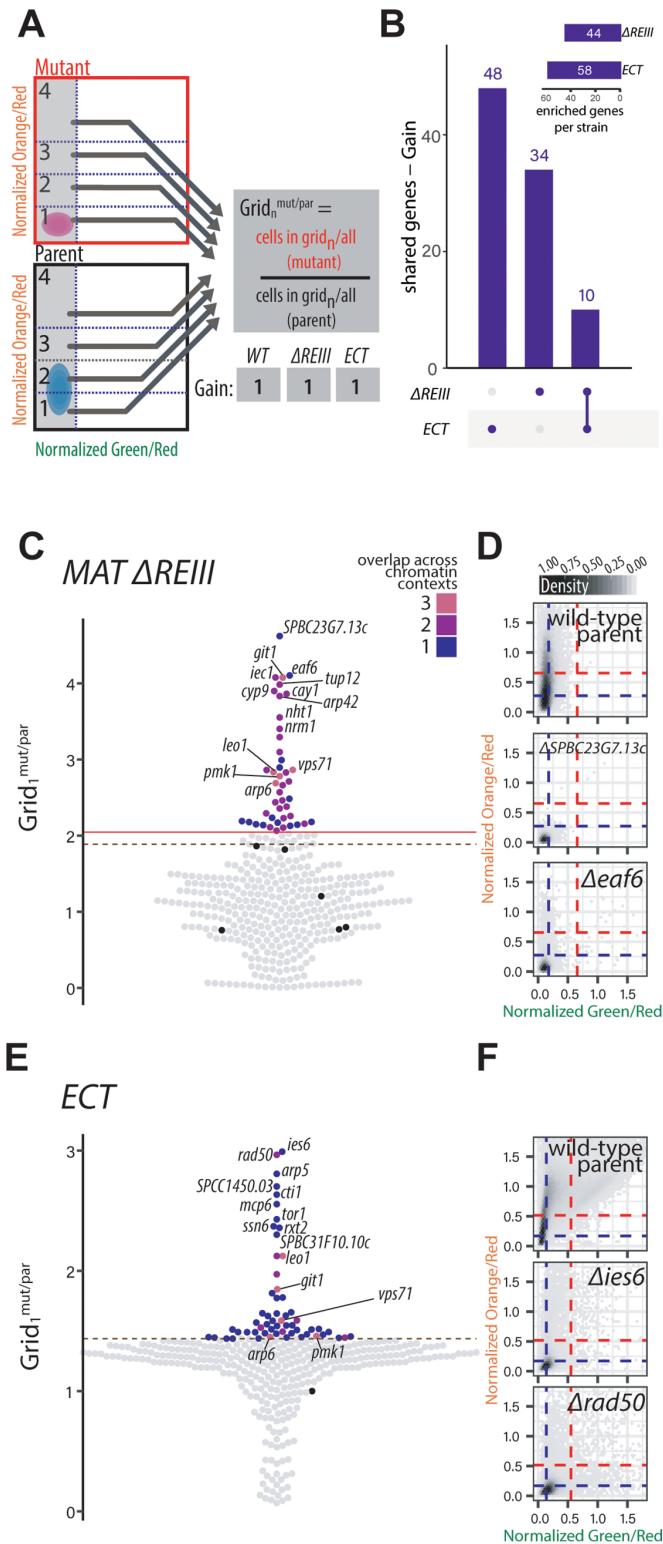 A
Mutant
Normalized Orange/Red
4
3
2
1
Parent
Normalized Orange/Red
4
3
2
1
Normalized Green/Red
Grid n mut/par =
cells in grid n/all
(mutant)
cells in grid n/all
(parent)
WT ΔREIII ECT
Gain: 1 1 1
B
44 ΔREIII
58 ECT
60 40 20 0
enriched genes
per strain
shared genes – Gain
48
34
10
40
20
0
ΔREIII
ECT
C
MAT ΔREIII
overlap across
chromatin
contexts
3
2
1
Grid1 mut/par
4
3
2
1
0
SPBC23G7.13c
git1
eaf6
iec1
tup12
cyp9
cay1
arp42
nht1
nrm1
leo1
vps71
pmk1
arp6
D
1.00 0.75 0.50 0.25 0.00
Density
Normalized Orange/Red
wild-type
parent
1.5
1.0
0.5
0.0
ΔSPBC23G7.13c
1.5
1.0
0.5
0.0
Δeaf6
1.5
1.0
0.5
0.0
0.0 0.5 1.0 1.5
Normalized Green/Red
E
ECT
Grid1 mut/par
3
2
1
0
ies6
rad50
arp5
SPCC1450.03
cti1
mcp6
tor1
ssn6
rxt2
SPBC31F10.10c
leo1
git1
vps71
arp6
pmk1
F
Normalized Orange/Red
wild-type
parent
1.5
1.0
0.5
0.0
Δies6
1.5
1.0
0.5
0.0
Δrad50
1.5
1.0
0.5
0.0
0.0 0.5 1.0 1.5
Normalized Green/Red